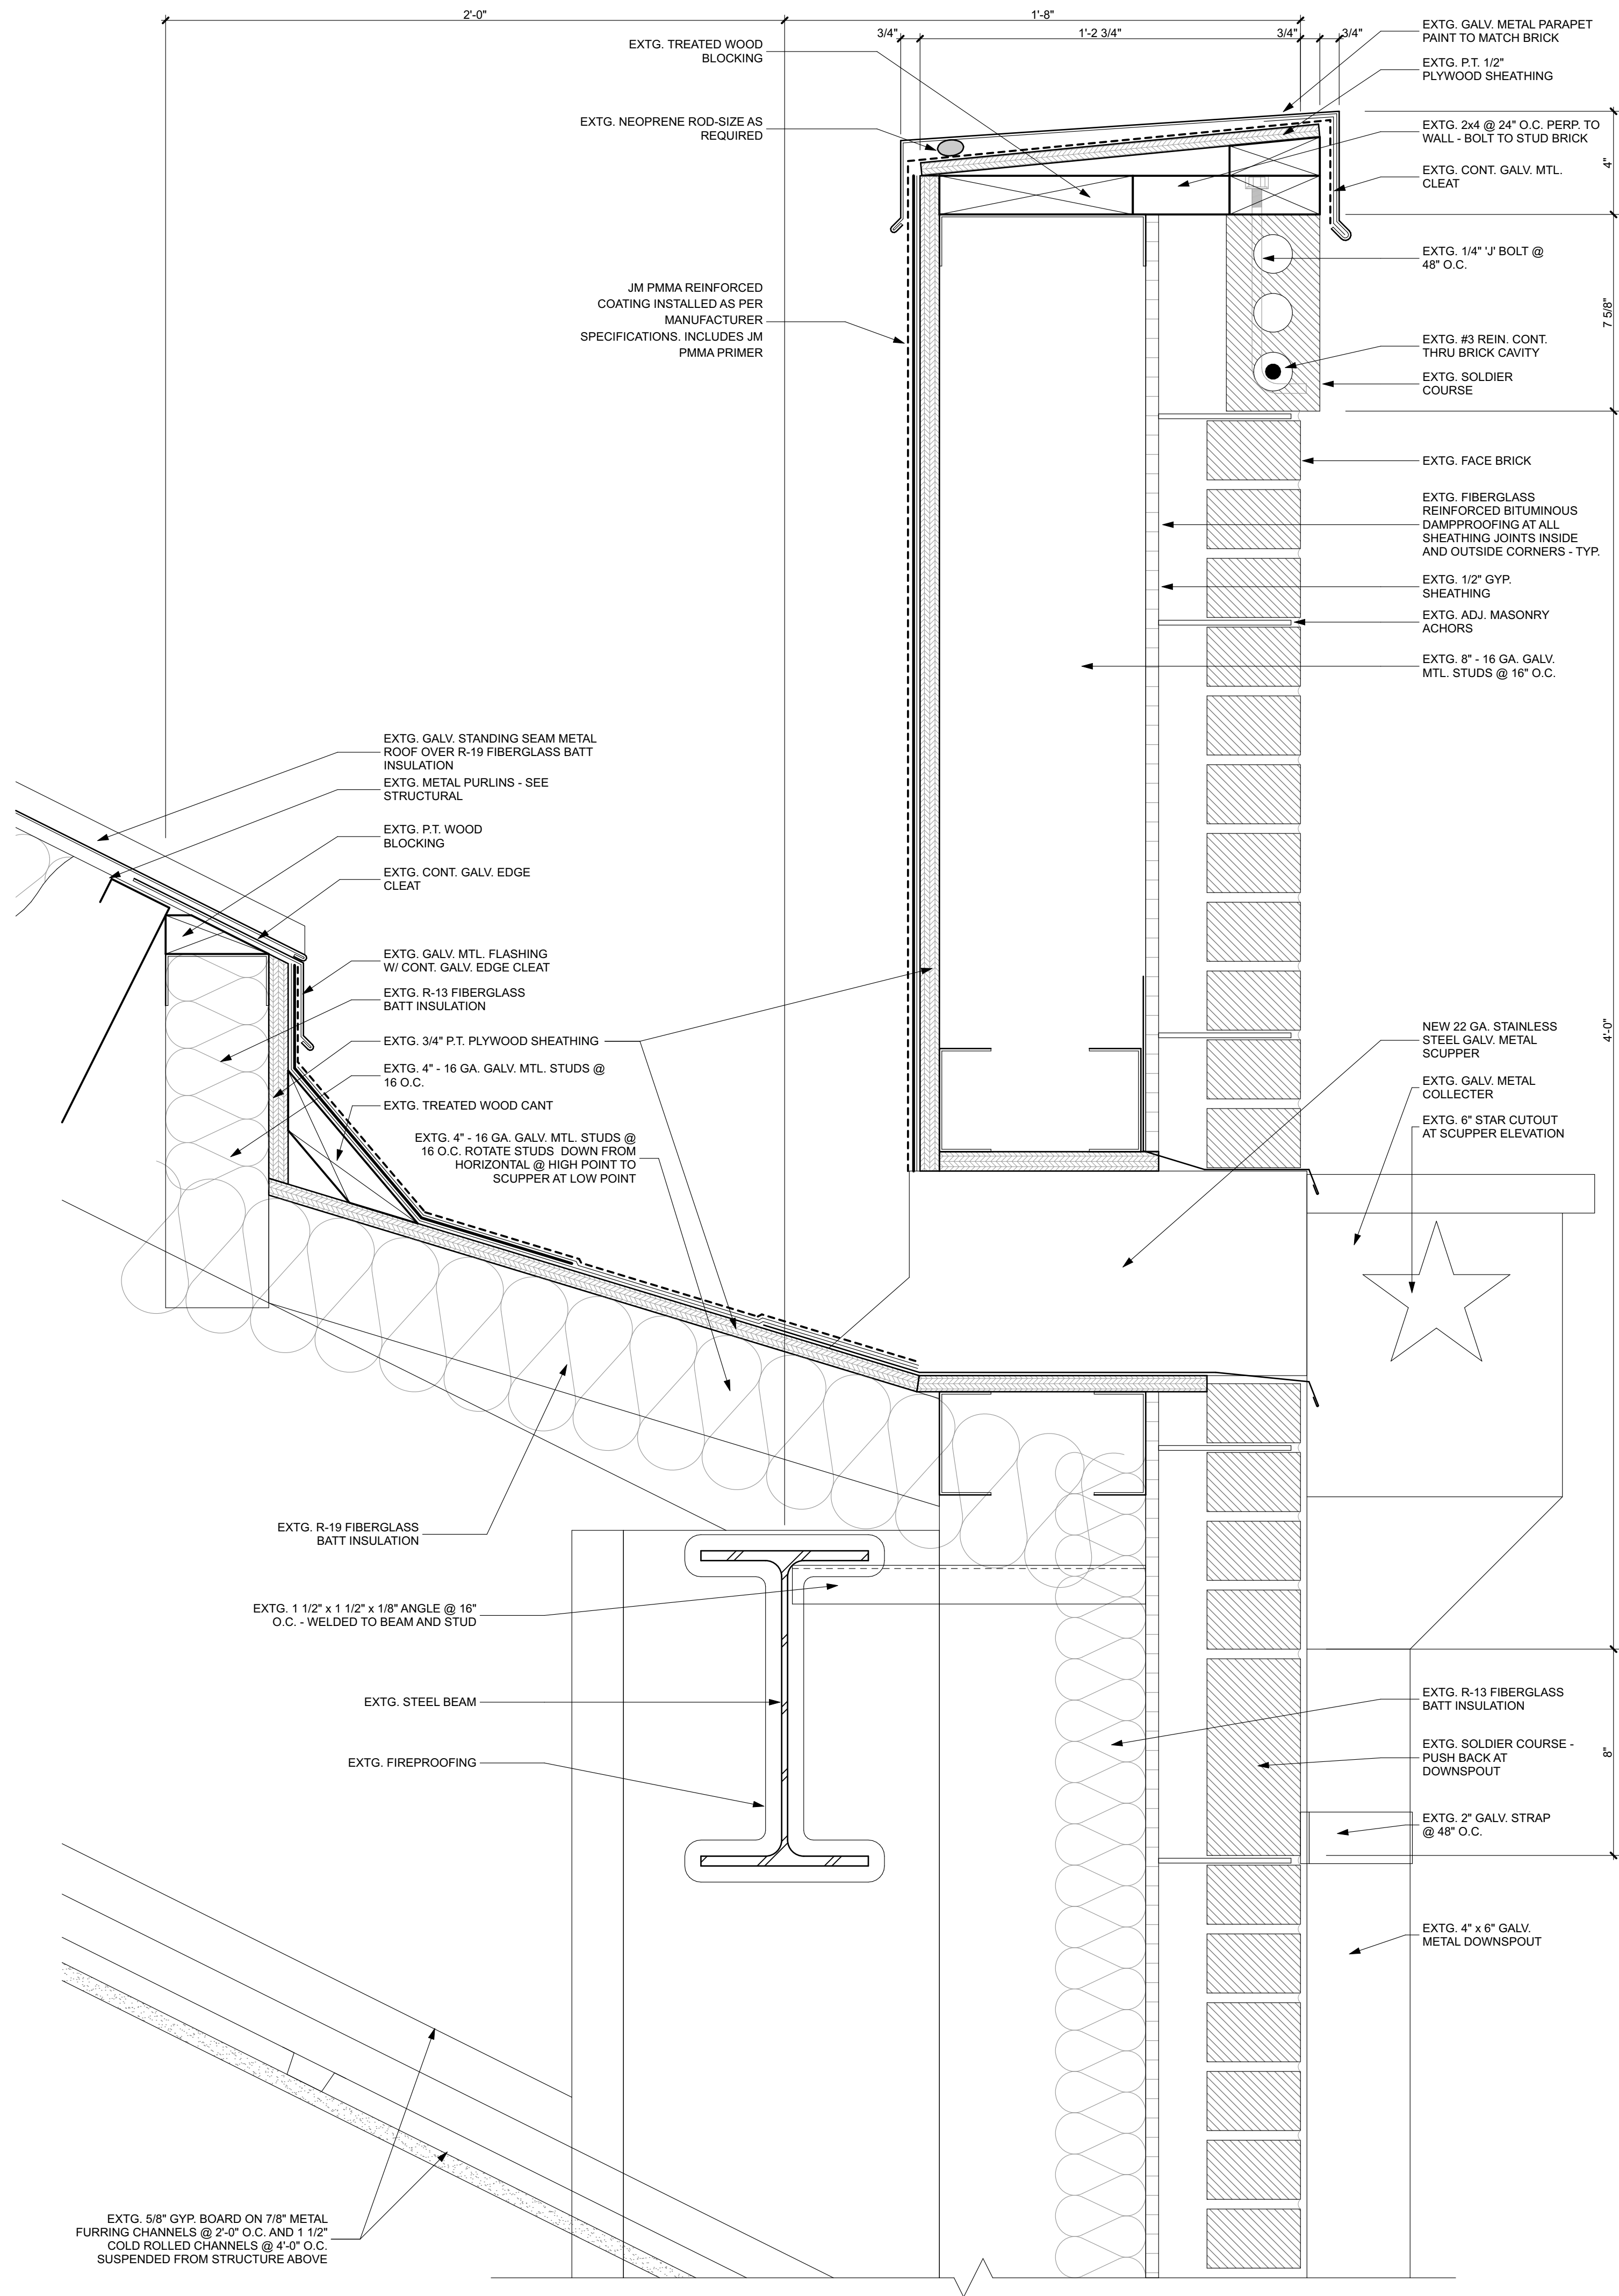 2'-0"
1'-8"
3/4"
1'-2 3/4"
3/4"
3/4"
EXTG. TREATED WOOD
BLOCKING
EXTG. NEOPRENE ROD-SIZE AS
REQUIRED
JM PMMA REINFORCED
COATING INSTALLED AS PER
MANUFACTURER
SPECIFICATIONS. INCLUDES JM
PMMA PRIMER
EXTG. GALV. METAL PARAPET
PAINT TO MATCH BRICK
EXTG. P.T. 1/2"
PLYWOOD SHEATHING
EXTG. 2x4 @ 24" O.C. PERP. TO
WALL - BOLT TO STUD BRICK
EXTG. CONT. GALV. MTL.
CLEAT
4"
EXTG. 1/4" 'J' BOLT @
48" O.C.
7 5/8"
EXTG. #3 REIN. CONT.
THRU BRICK CAVITY
EXTG. SOLDIER
COURSE
EXTG. FACE BRICK
EXTG. FIBERGLASS
REINFORCED BITUMINOUS
DAMPPROOFING AT ALL
SHEATHING JOINTS INSIDE
AND OUTSIDE CORNERS - TYP.
EXTG. 1/2" GYP.
SHEATHING
EXTG. ADJ. MASONRY
ACHORS
EXTG. 8" - 16 GA. GALV.
MTL. STUDS @ 16" O.C.
EXTG. GALV. STANDING SEAM METAL
ROOF OVER R-19 FIBERGLASS BATT
INSULATION
EXTG. METAL PURLINS - SEE
STRUCTURAL
EXTG. P.T. WOOD
BLOCKING
EXTG. CONT. GALV. EDGE
CLEAT
EXTG. GALV. MTL. FLASHING
W/ CONT. GALV. EDGE CLEAT
EXTG. R-13 FIBERGLASS
BATT INSULATION
EXTG. 3/4" P.T. PLYWOOD SHEATHING
EXTG. 4" - 16 GA. GALV. MTL. STUDS @
16 O.C.
EXTG. TREATED WOOD CANT
EXTG. 4" - 16 GA. GALV. MTL. STUDS @
16 O.C. ROTATE STUDS DOWN FROM
HORIZONTAL @ HIGH POINT TO
SCUPPER AT LOW POINT
NEW 22 GA. STAINLESS
STEEL GALV. METAL
SCUPPER
4'-0"
EXTG. GALV. METAL
COLLECTER
EXTG. 6" STAR CUTOUT
AT SCUPPER ELEVATION
EXTG. R-19 FIBERGLASS
BATT INSULATION
EXTG. 1 1/2" x 1 1/2" x 1/8" ANGLE @ 16"
O.C. - WELDED TO BEAM AND STUD
EXTG. STEEL BEAM
EXTG. FIREPROOFING
EXTG. R-13 FIBERGLASS
BATT INSULATION
EXTG. SOLDIER COURSE -
PUSH BACK AT
DOWNSPOUT
8"
EXTG. 2" GALV. STRAP
@ 48" O.C.
EXTG. 4" x 6" GALV.
METAL DOWNSPOUT
EXTG. 5/8" GYP. BOARD ON 7/8" METAL
FURRING CHANNELS @ 2'-0" O.C. AND 1 1/2"
COLD ROLLED CHANNELS @ 4'-0" O.C.
SUSPENDED FROM STRUCTURE ABOVE